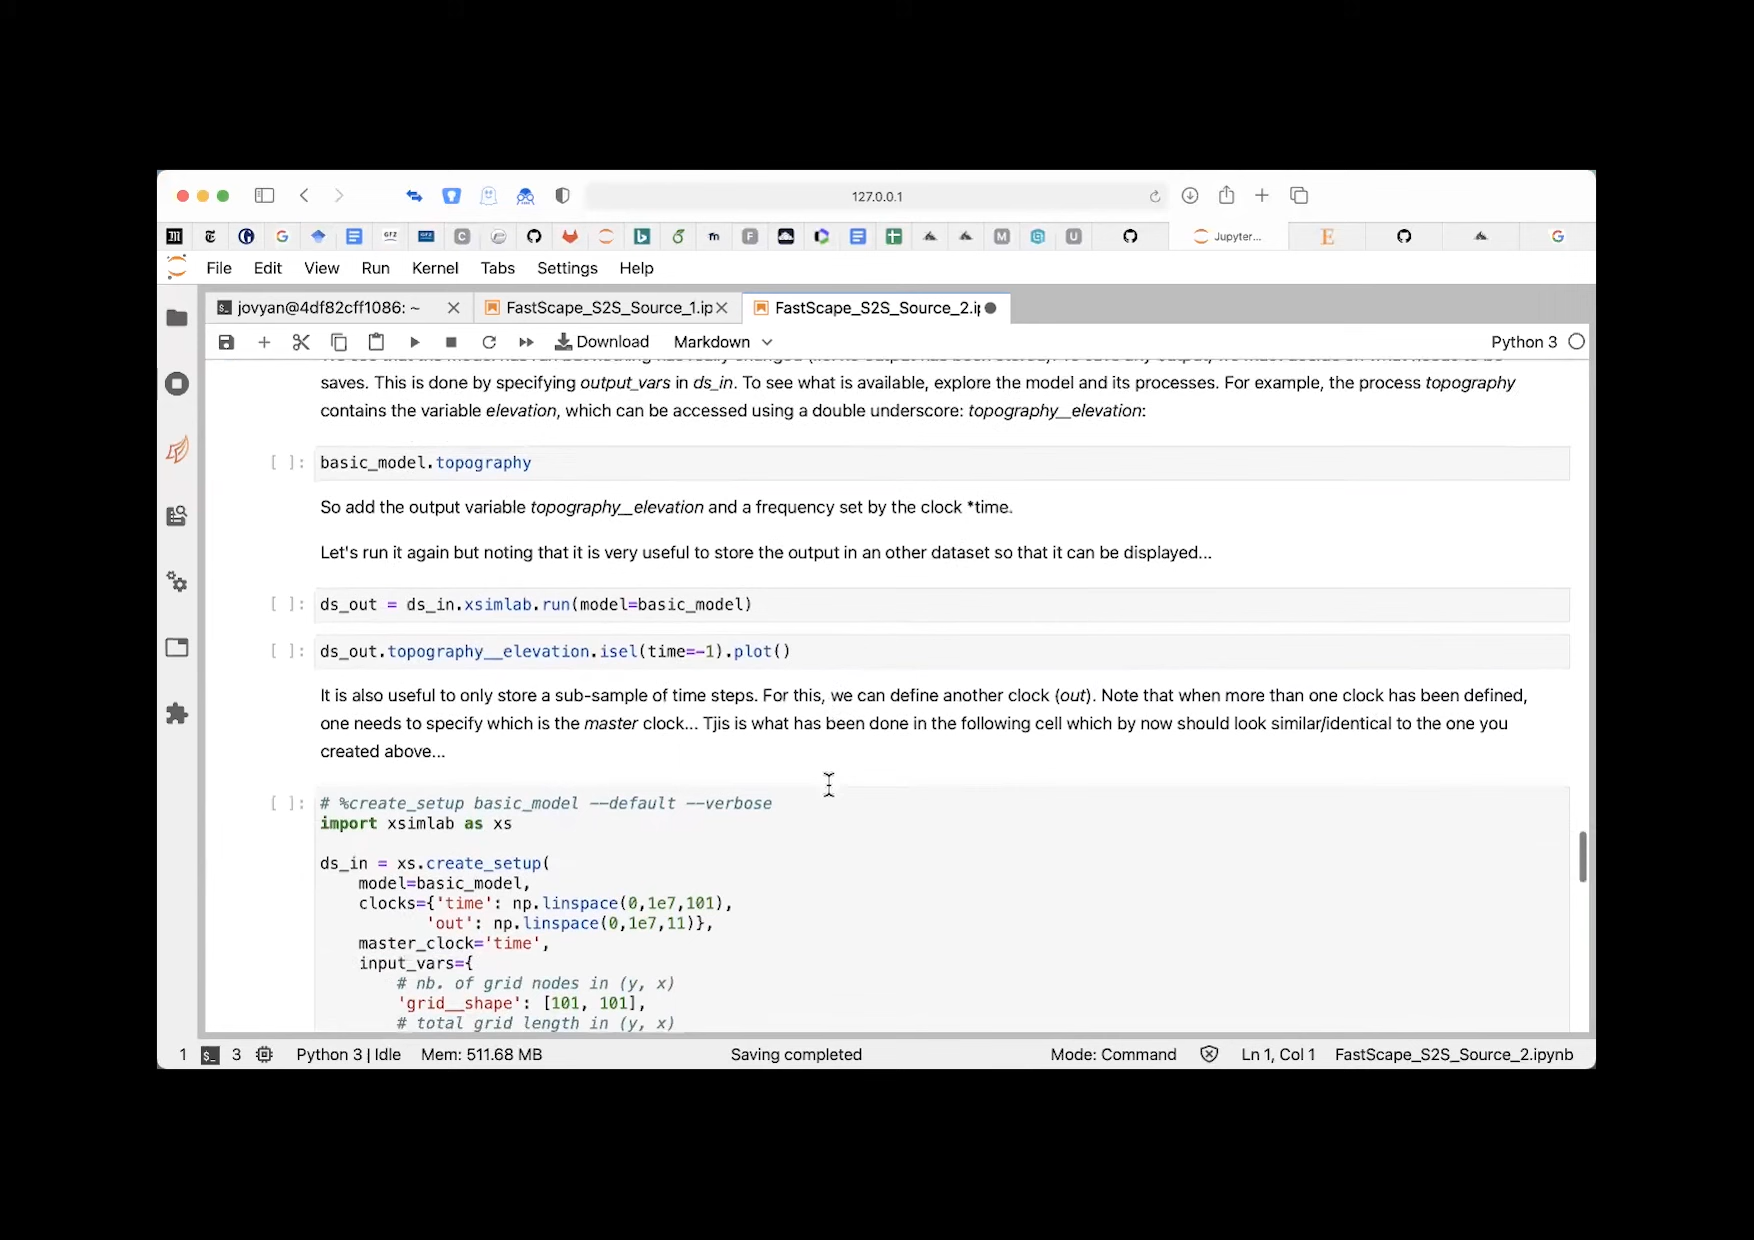 127.0.0.1
Jupyter...
File Edit View Run Kernel Tabs Settings Help
jovyan@4df82cff1086: ~
FastScape_S2S_Source_1.ip
FastScape_S2S_Source_2.ip
Download Markdown Python 3
saves. This is done by specifying output_vars in ds_in. To see what is available, explore the model and its processes. For example, the process topography
contains the variable elevation, which can be accessed using a double underscore: topography__elevation:
[ ]: basic_model.topography
So add the output variable topography__elevation and a frequency set by the clock *time.
Let's run it again but noting that it is very useful to store the output in an other dataset so that it can be displayed...
[ ]: ds_out = ds_in.xsimlab.run(model=basic_model)
[ ]: ds_out.topography__elevation.isel(time=-1).plot()
It is also useful to only store a sub-sample of time steps. For this, we can define another clock (out). Note that when more than one clock has been defined,
one needs to specify which is the master clock... Tjis is what has been done in the following cell which by now should look similar/identical to the one you
created above...
[ ]: # %create_setup basic_model --default --verbose
import xsimlab as xs
ds_in = xs.create_setup(
model=basic_model,
clocks={'time': np.linspace(0,1e7,101),
'out': np.linspace(0,1e7,11)},
master_clock='time',
input_vars={
# nb. of grid nodes in (y, x)
'grid__shape': [101, 101],
# total grid length in (y, x)
1 3 Python 3 | Idle Mem: 511.68 MB Saving completed Mode: Command Ln 1, Col 1 FastScape_S2S_Source_2.ipynb